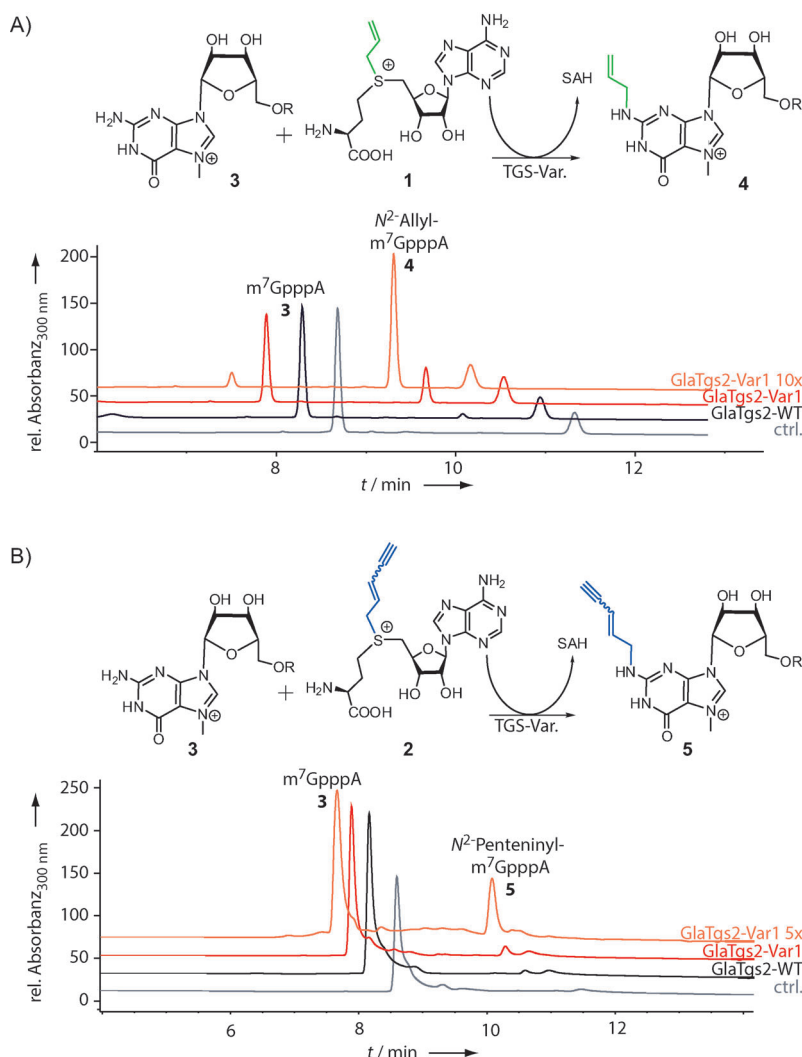 A)
OH OH
O
OR
H₂N
N
N
HN
N
O
⊕
3
+
S
⊕
H₂N
COOH
NH₂
N
N
N
N
O
HO
OH
1
SAH
TGS-Var.
OH OH
O
OR
HN
N
N
HN
N
O
⊕
4
N²-Allyl-
m⁷GpppA
4
m⁷GpppA
3
200
150
100
50
0
rel. Absorbanz300 nm
GlaTgs2-Var1 10x
GlaTgs2-Var1
GlaTgs2-WT
ctrl.
8
10
12
t / min
B)
OH OH
O
OR
H₂N
N
N
HN
N
O
⊕
3
+
S
⊕
H₂N
COOH
NH₂
N
N
N
N
O
HO
OH
2
SAH
TGS-Var.
OH OH
O
OR
HN
N
N
HN
N
O
⊕
5
m⁷GpppA
3
N²-Penteninyl-
m⁷GpppA
5
250
200
150
100
50
0
rel. Absorbanz300 nm
GlaTgs2-Var1 5x
GlaTgs2-Var1
GlaTgs2-WT
ctrl.
6
8
10
12
t / min